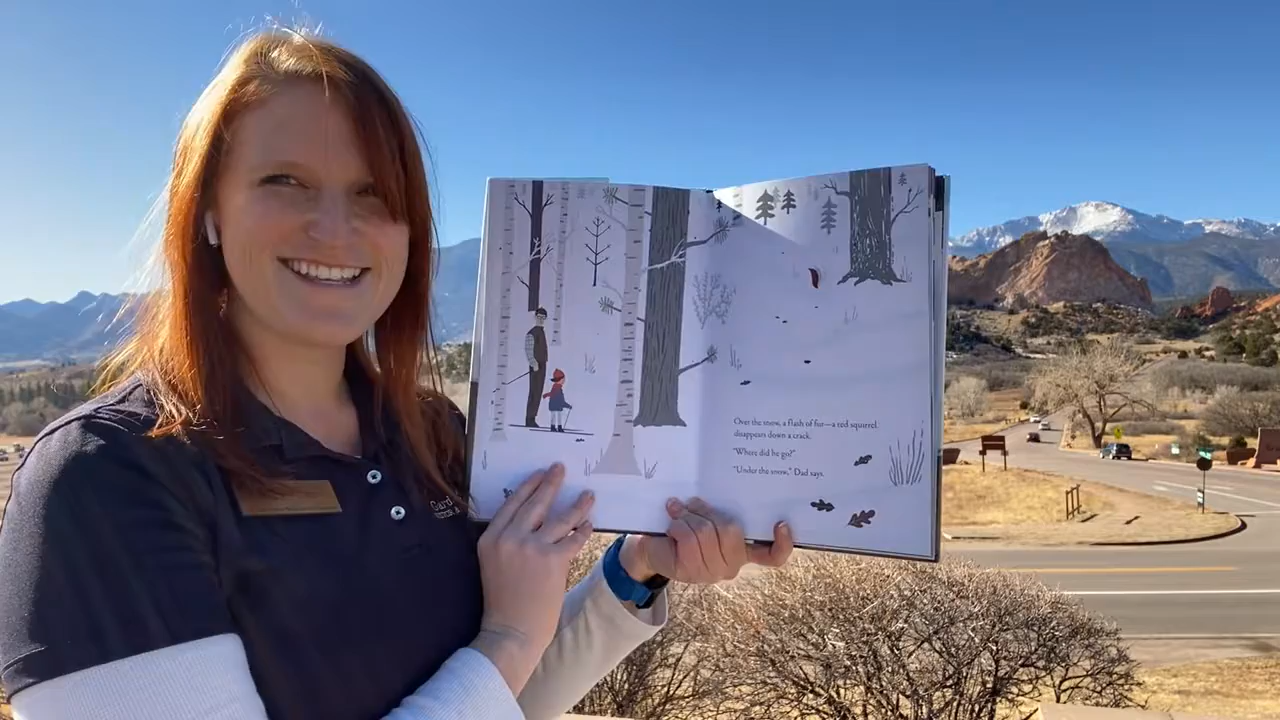 Over the snow, a flash of fur—a red squirrel
disappears down a crack.
"Where did he go?"
"Under the snow," Dad says.
Gard